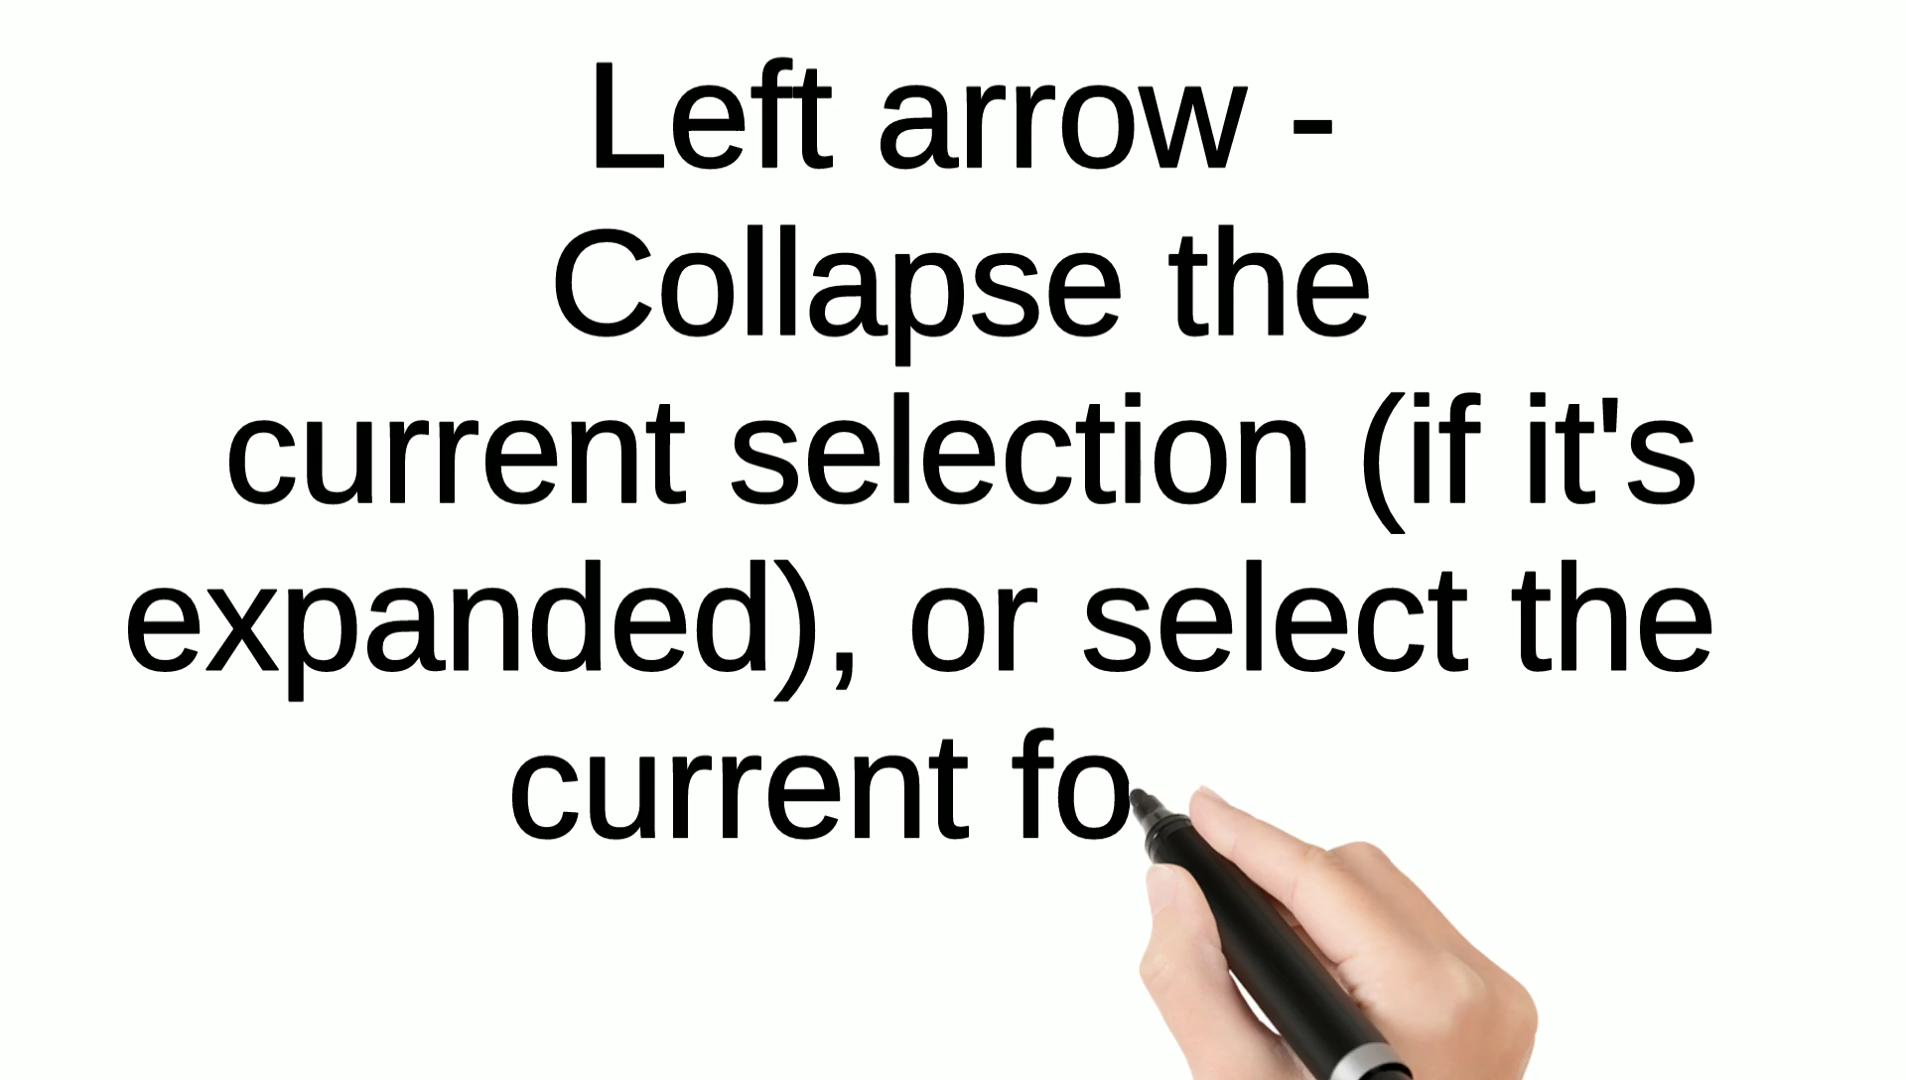 Left arrow -
Collapse the
current selection (if it's
expanded), or select the
current fo